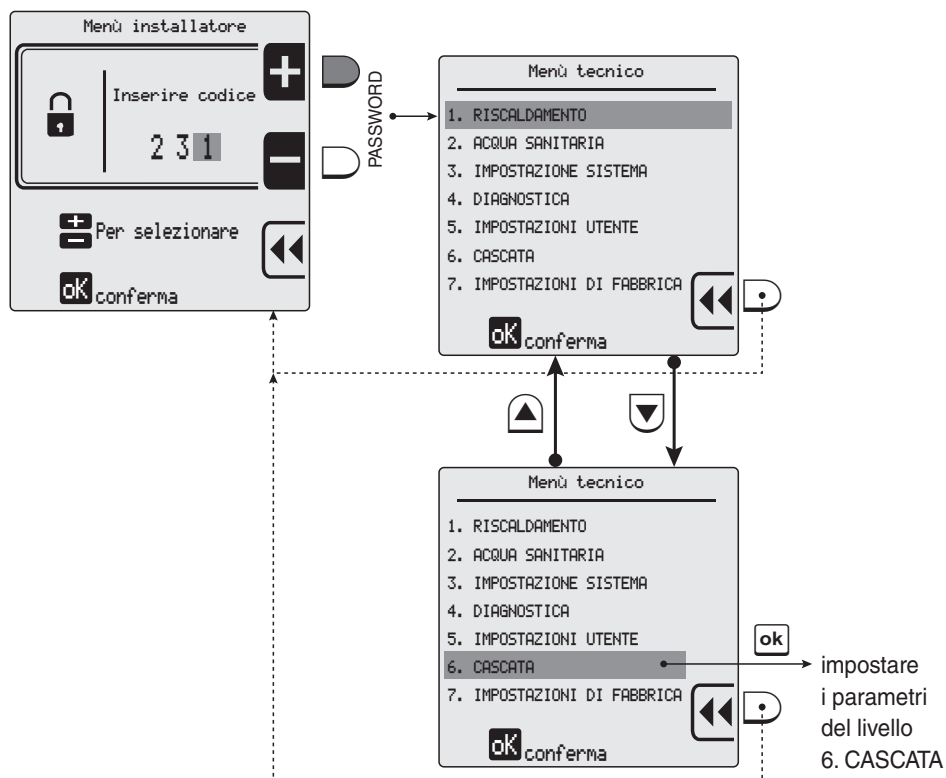 Menù installatore
Inserire codice
2 3 1
+
−
+
−
Per selezionare
oK conferma
PASSWORD
Menù tecnico
1. RISCALDAMENTO
2. ACQUA SANITARIA
3. IMPOSTAZIONE SISTEMA
4. DIAGNOSTICA
5. IMPOSTAZIONI UTENTE
6. CASCATA
7. IMPOSTAZIONI DI FABBRICA
oK conferma
Menù tecnico
1. RISCALDAMENTO
2. ACQUA SANITARIA
3. IMPOSTAZIONE SISTEMA
4. DIAGNOSTICA
5. IMPOSTAZIONI UTENTE
6. CASCATA
7. IMPOSTAZIONI DI FABBRICA
oK conferma
ok
impostare
i parametri
del livello
6. CASCATA